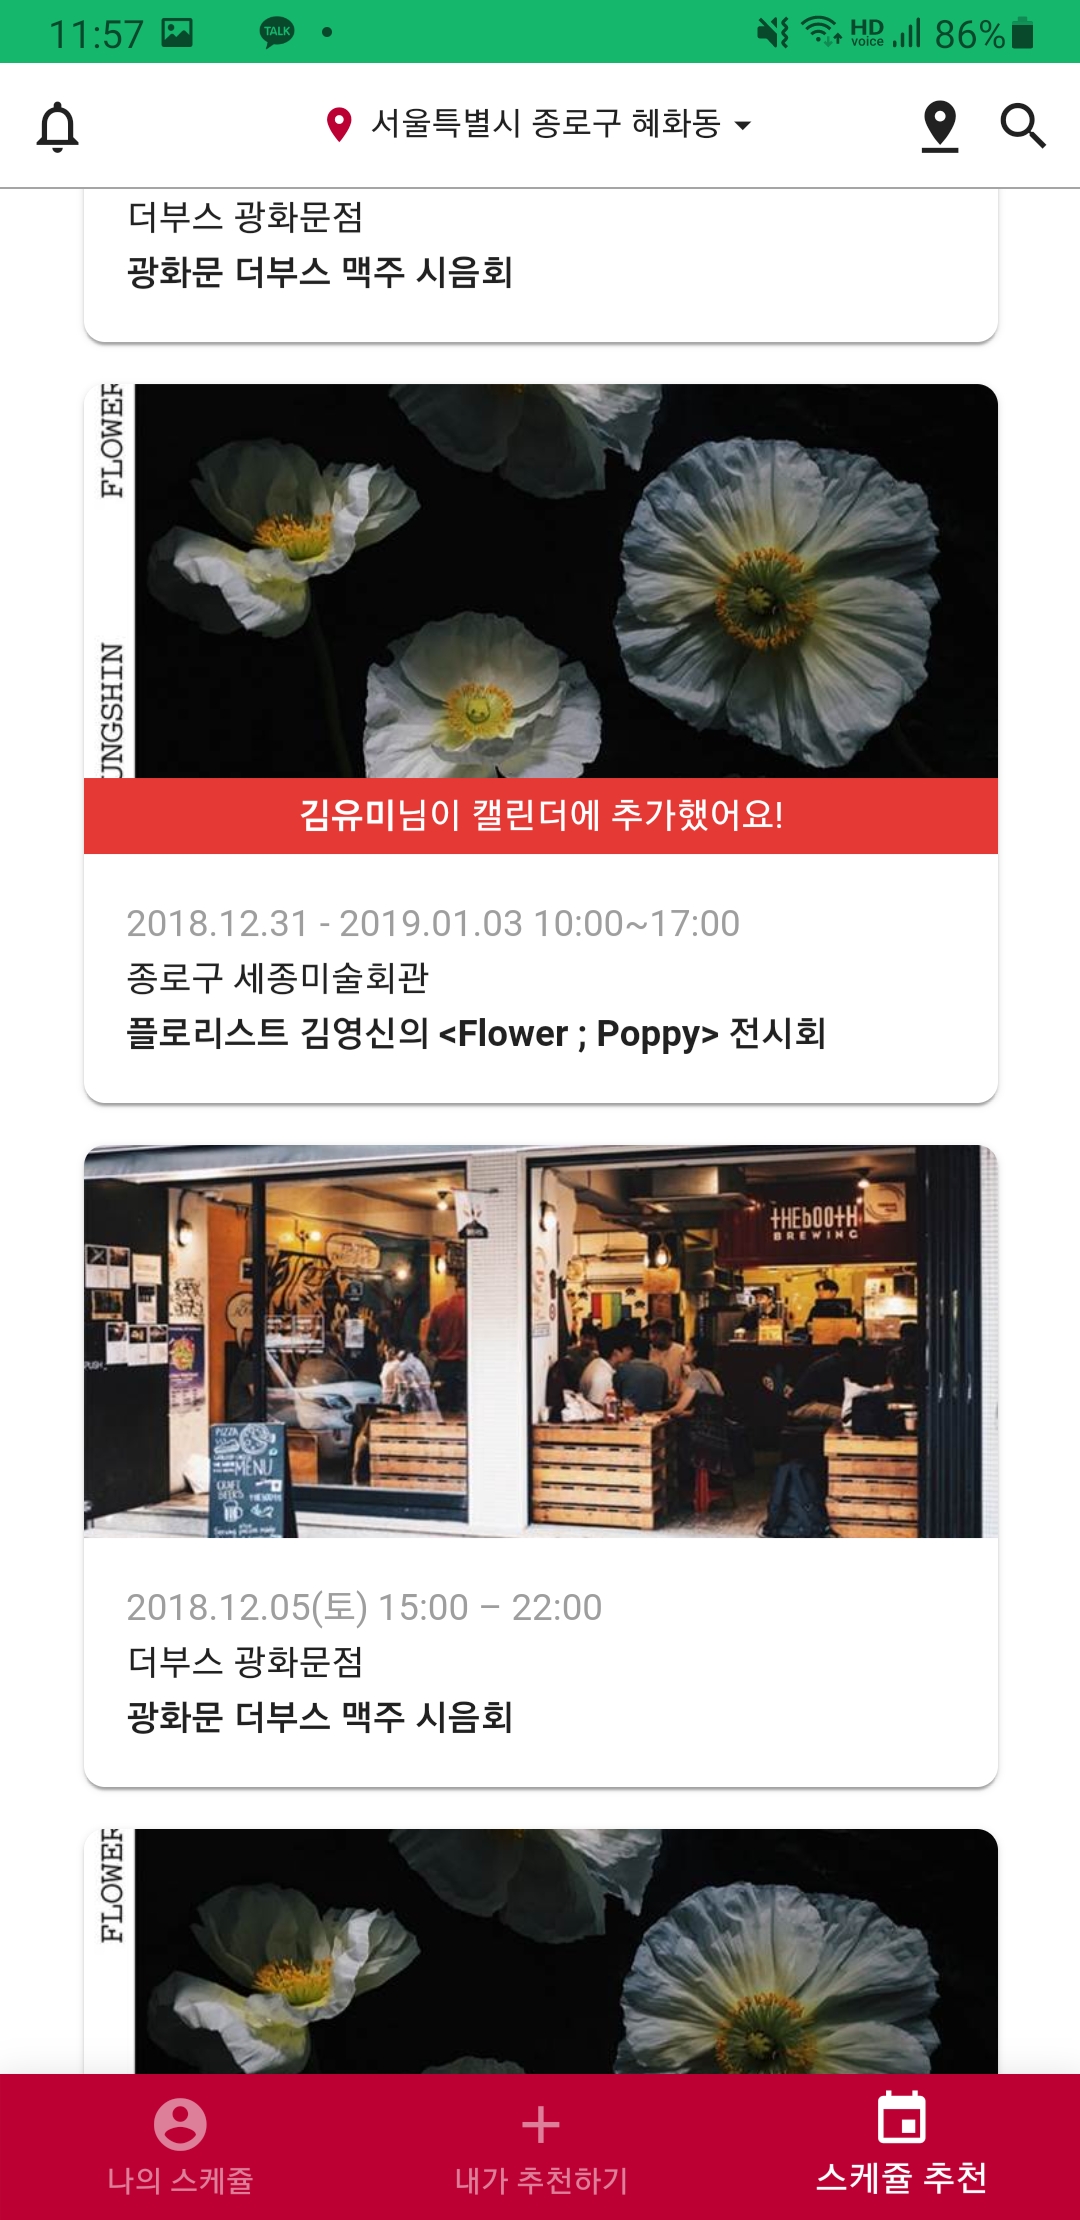 11:57
TALK
HD
voice
86%
서울특별시 종로구 혜화동
더부스 광화문점
광화문 더부스 맥주 시음회
FLOWER
UNGSHIN
김유미님이 캘린더에 추가했어요!
2018.12.31 - 2019.01.03 10:00~17:00
종로구 세종미술회관
플로리스트 김영신의 <Flower ; Poppy> 전시회
THEbOOTH
BREWING
PUSH
PIZZA
MENU
CRAFT
BEERS
2018.12.05(토) 15:00 – 22:00
더부스 광화문점
광화문 더부스 맥주 시음회
FLOWER
나의 스케쥴
내가 추천하기
스케쥴 추천